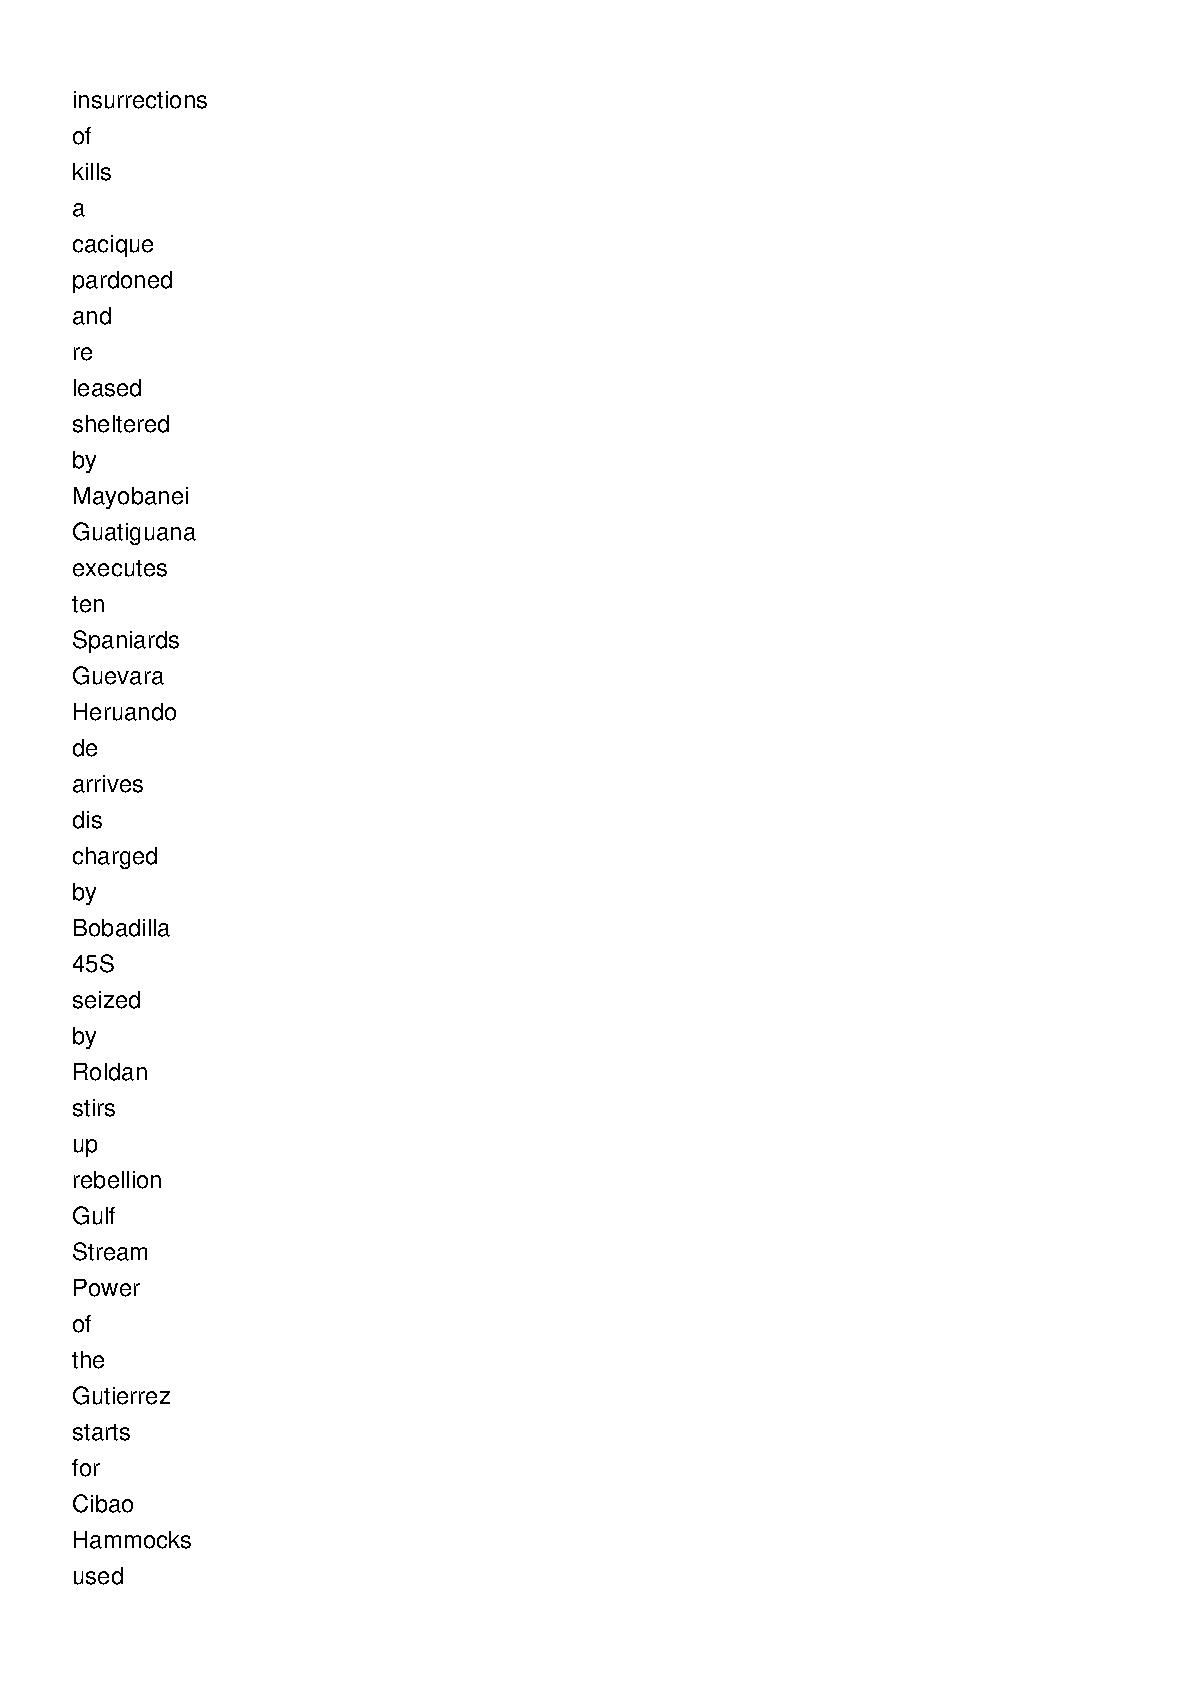 insurrections
of
kills
a
cacique
pardoned
and
re
leased
sheltered
by
Mayobanei
Guatiguana
executes
ten
Spaniards
Guevara
Heruando
de
arrives
dis
charged
by
Bobadilla
45S
seized
by
Roldan
stirs
up
rebellion
Gulf
Stream
Power
of
the
Gutierrez
starts
for
Cibao
Hammocks
used